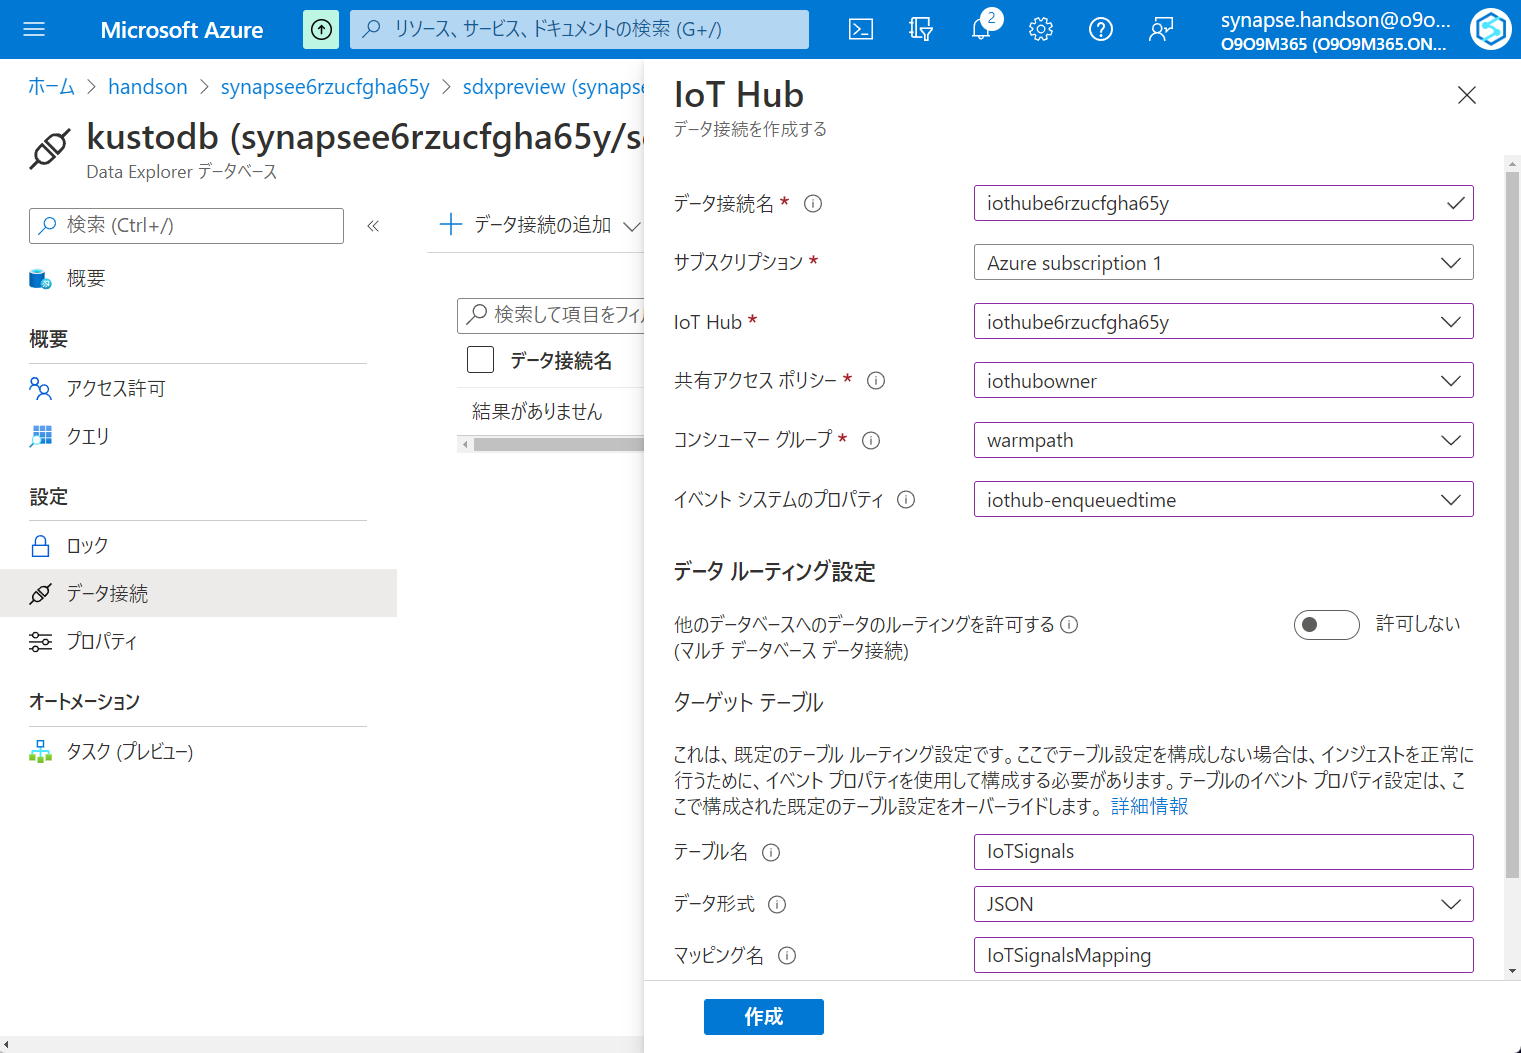 Microsoft Azure
リソース、サービス、ドキュメントの検索 (G+/)
2
synapse.handson@o9o...
O9O9M365 (O9O9M365.ON...
ホーム > handson > synapsee6rzucfgha65y > sdxpreview (synapse
kustodb (synapsee6rzucfgha65y/s
Data Explorer データベース
検索 (Ctrl+/)
概要
概要
アクセス許可
クエリ
設定
ロック
データ接続
プロパティ
オートメーション
タスク (プレビュー)
データ接続の追加
検索して項目をフィル
データ接続名
結果がありません
IoT Hub
データ接続を作成する
データ接続名 * iothube6rzucfgha65y
サブスクリプション * Azure subscription 1
IoT Hub * iothube6rzucfgha65y
共有アクセス ポリシー * iothubowner
コンシューマー グループ * warmpath
イベント システムのプロパティ iothub-enqueuedtime
データ ルーティング設定
他のデータベースへのデータのルーティングを許可する 許可しない
(マルチ データベース データ接続)
ターゲット テーブル
これは、既定のテーブル ルーティング設定です。ここでテーブル設定を構成しない場合は、インジェストを正常に
行うために、イベント プロパティを使用して構成する必要があります。テーブルのイベント プロパティ設定は、こ
こで構成された既定のテーブル設定をオーバーライドします。 詳細情報
テーブル名 IoTSignals
データ形式 JSON
マッピング名 IoTSignalsMapping
作成